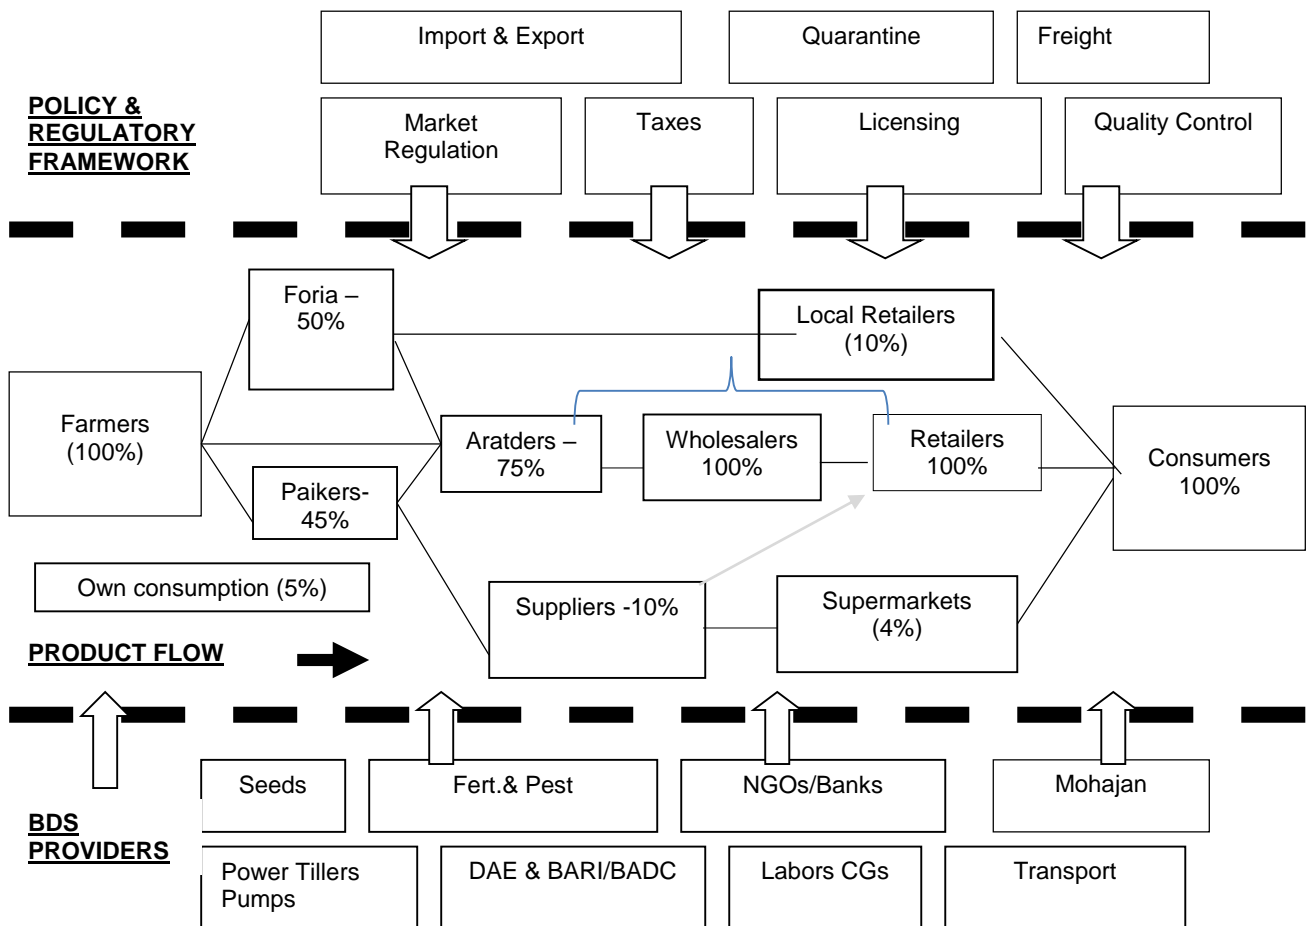 Import & Export
Quarantine
Freight
POLICY &
REGULATORY
FRAMEWORK
Market
Regulation
Taxes
Licensing
Quality Control
Foria –
50%
Local Retailers
(10%)
Farmers
(100%)
Aratders –
75%
Wholesalers
100%
Retailers
100%
Consumers
100%
Paikers-
45%
Own consumption (5%)
Suppliers -10%
Supermarkets
(4%)
PRODUCT FLOW
Seeds
Fert.& Pest
NGOs/Banks
Mohajan
BDS
PROVIDERS
Power Tillers
Pumps
DAE & BARI/BADC
Labors CGs
Transport